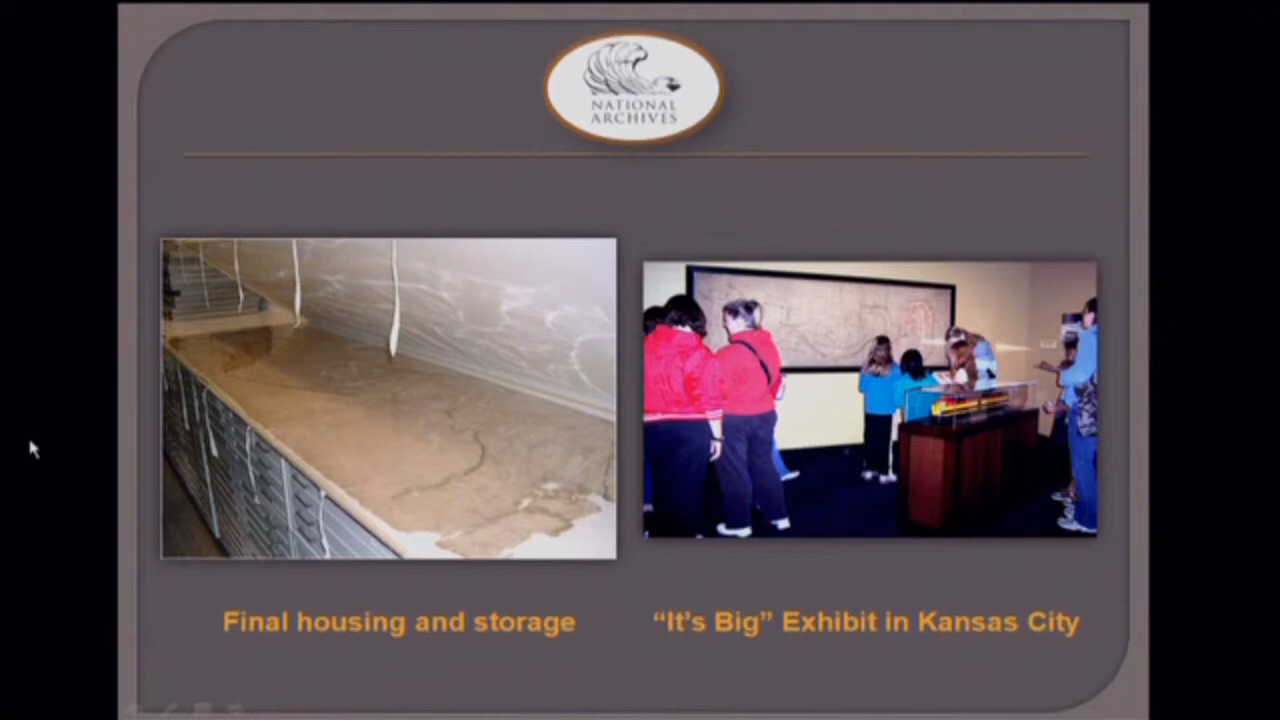 NATIONAL
ARCHIVES
Final housing and storage
“It’s Big” Exhibit in Kansas City